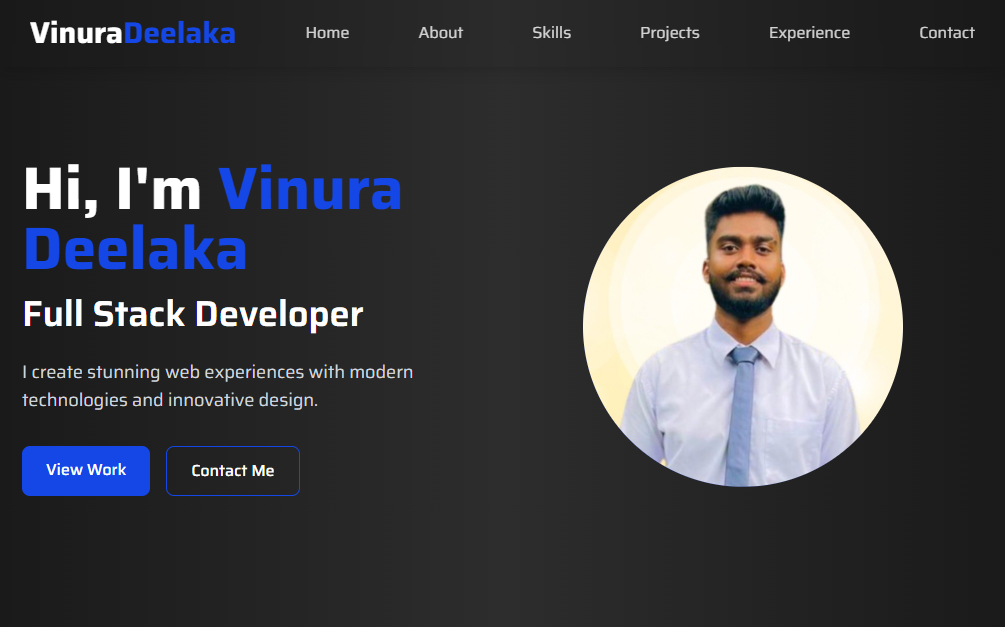 VinuraDeelaka Home About Skills Projects Experience Contact
Hi, I'm Vinura
Deelaka
Full Stack Developer
I create stunning web experiences with modern
technologies and innovative design.
View Work Contact Me